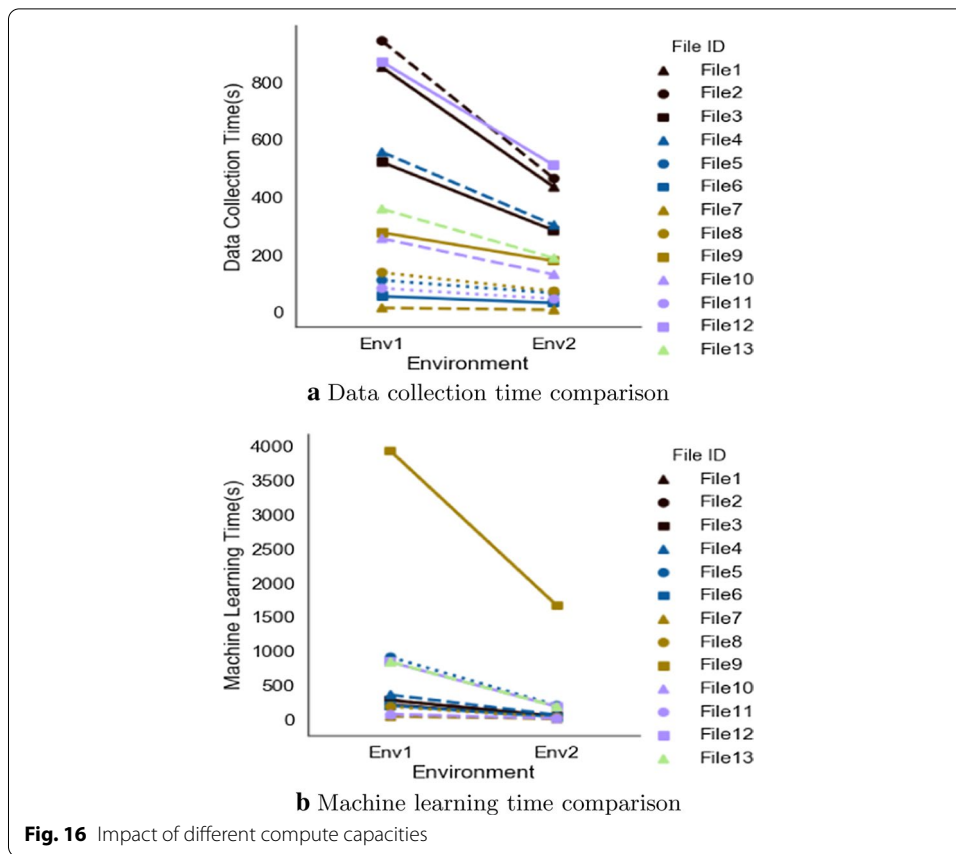 800
600
400
200
0
Data Collection Time(s)
Env1 Env2
Environment
File ID
File1
File2
File3
File4
File5
File6
File7
File8
File9
File10
File11
File12
File13
a Data collection time comparison
4000
3500
3000
2500
2000
1500
1000
500
0
Machine Learning Time(s)
Env1 Env2
Environment
File ID
File1
File2
File3
File4
File5
File6
File7
File8
File9
File10
File11
File12
File13
b Machine learning time comparison
Fig. 16 Impact of different compute capacities